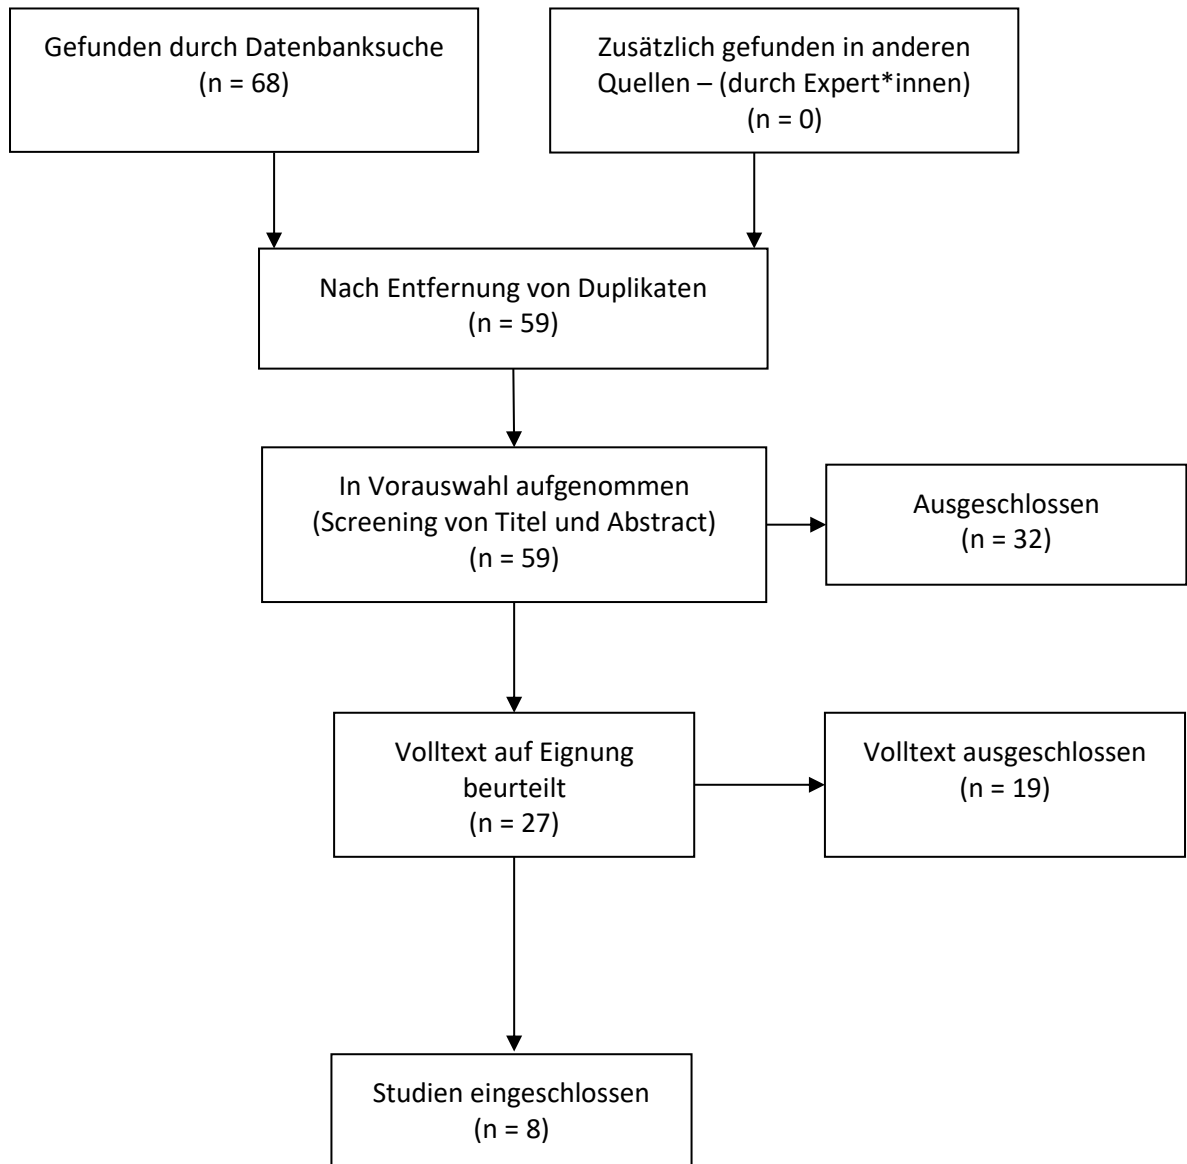 Gefunden durch Datenbanksuche
(n = 68)
Zusätzlich gefunden in anderen
Quellen – (durch Expert*innen)
(n = 0)
Nach Entfernung von Duplikaten
(n = 59)
In Vorauswahl aufgenommen
(Screening von Titel und Abstract)
(n = 59)
Ausgeschlossen
(n = 32)
Volltext auf Eignung
beurteilt
(n = 27)
Volltext ausgeschlossen
(n = 19)
Studien eingeschlossen
(n = 8)